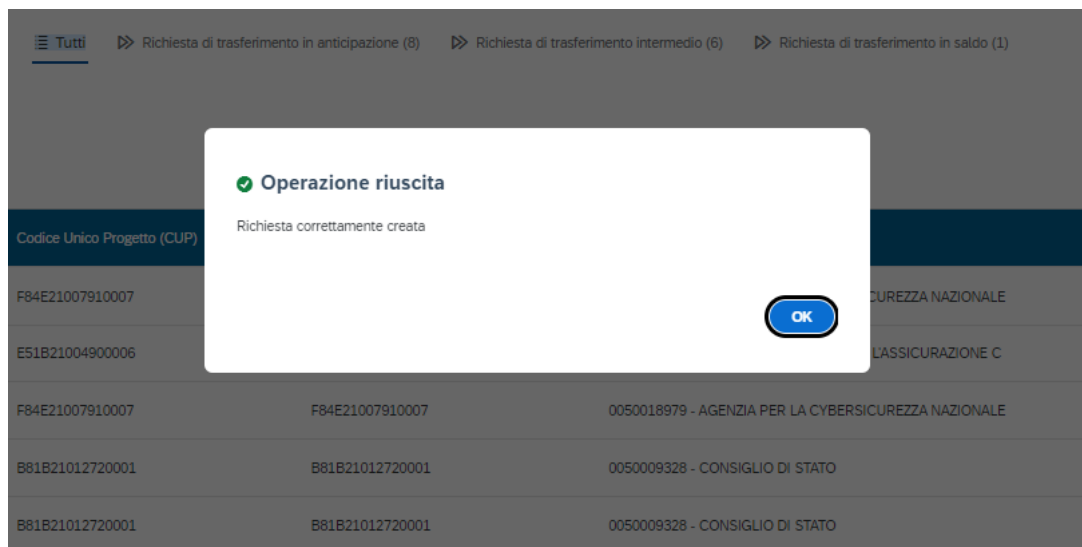 Tutti Richiesta di trasferimento in anticipazione (8) Richiesta di trasferimento intermedio (6) Richiesta di trasferimento in saldo (1)
Operazione riuscita
Richiesta correttamente creata
OK
Codice Unico Progetto (CUP)
F84E21007910007 CUREZZA NAZIONALE
E51B21004900006 L'ASSICURAZIONE C
F84E21007910007 F84E21007910007 0050018979 - AGENZIA PER LA CYBERSICUREZZA NAZIONALE
B81B21012720001 B81B21012720001 0050009328 - CONSIGLIO DI STATO
B81B21012720001 B81B21012720001 0050009328 - CONSIGLIO DI STATO